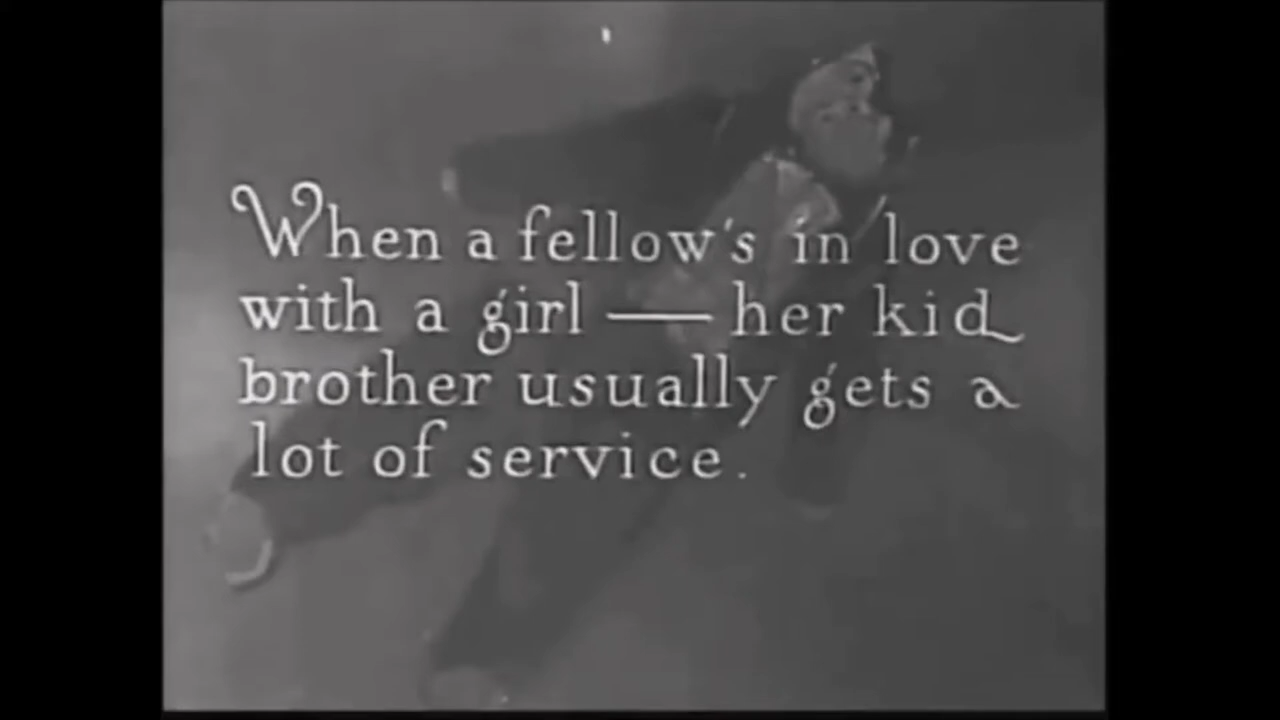 When a fellow's in love
with a girl — her kid
brother usually gets a
lot of service.